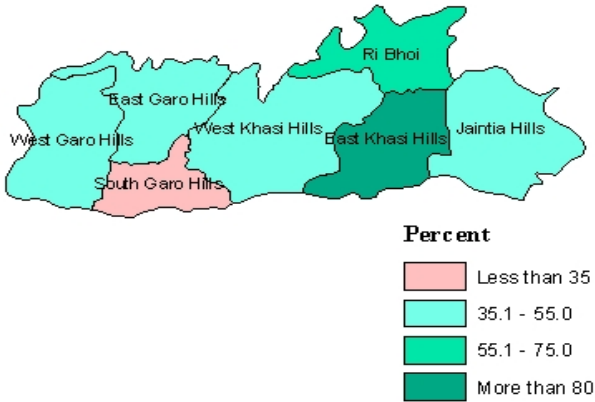 Ri Bhoi
East Garo Hills
West Garo Hills
West Khasi Hills
East Khasi Hills
Jaintia Hills
South Garo Hills
Percent
Less than 35
35.1 - 55.0
55.1 - 75.0
More than 80